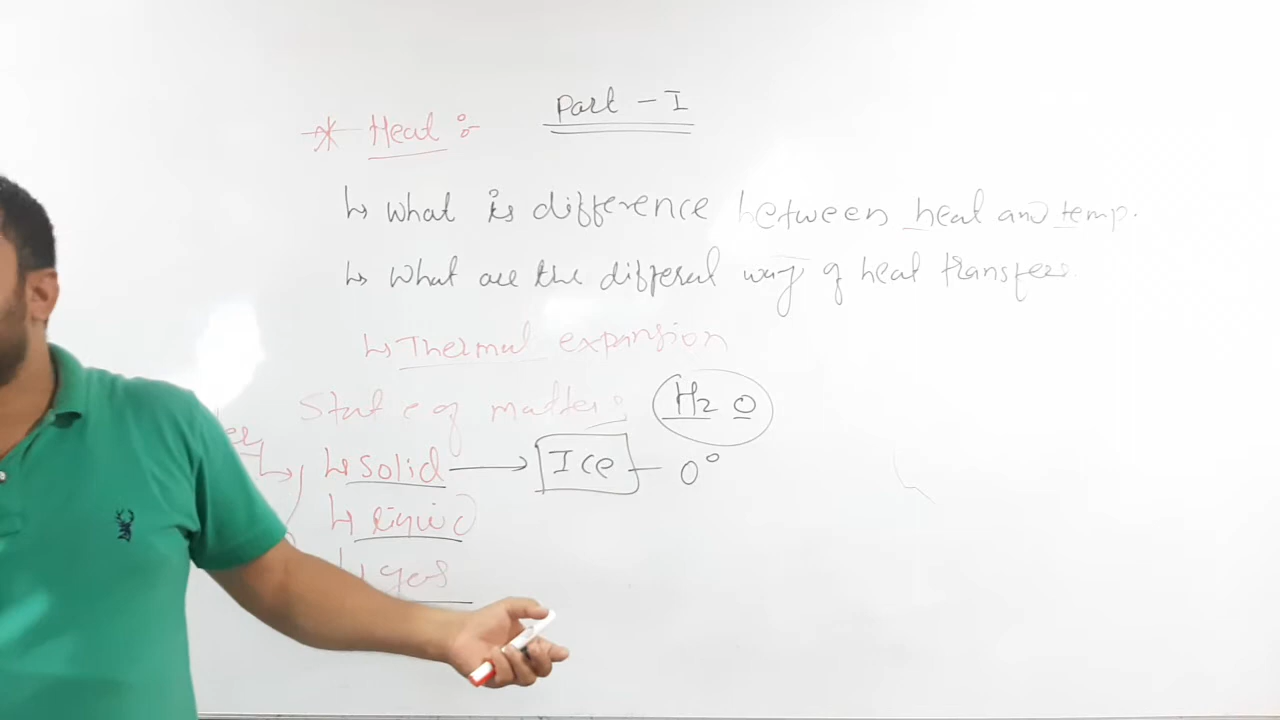 Part - I
* Heat :-
↳ What is difference between heat and temp.
↳ What are the different way of heat transfers.
↳ Thermal expansion
State of matter : H2O
↳ solid → Ice — 0°
↳ liquid
↳ gas